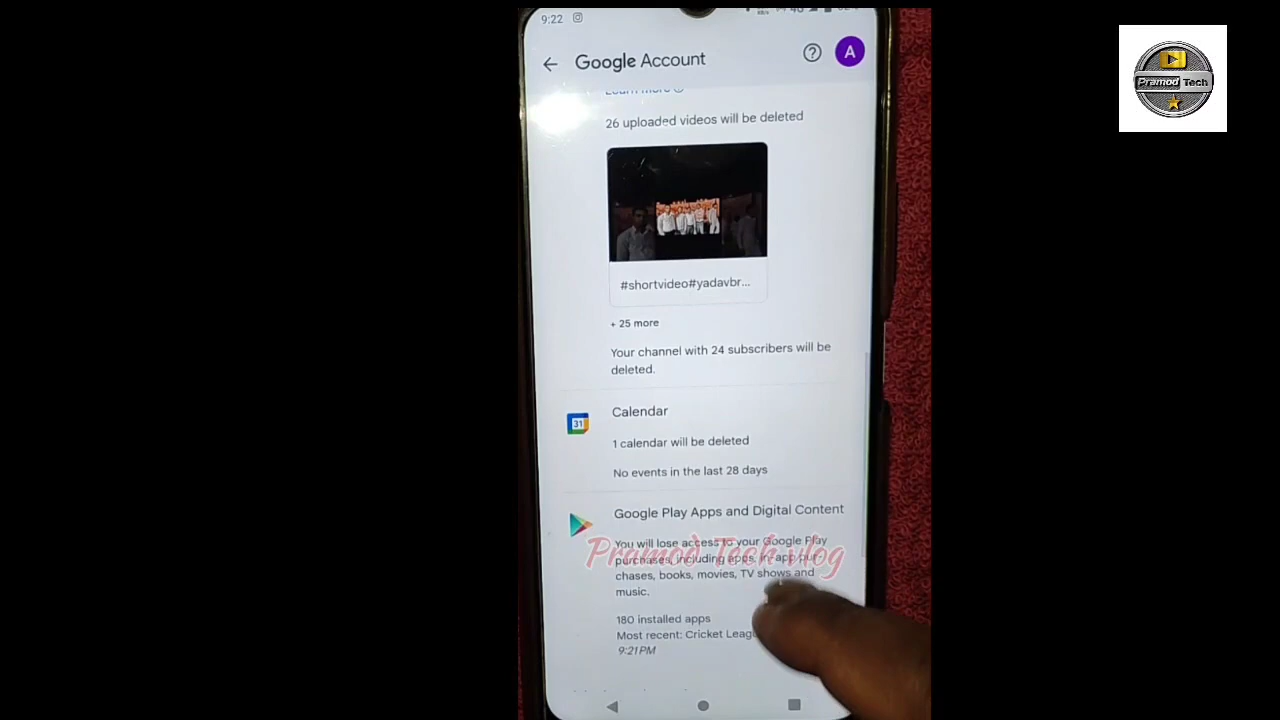 9:22
Google Account
A
Pramod Tech
26 uploaded videos will be deleted
#shortvideo#yadavbr...
+ 25 more
Your channel with 24 subscribers will be
deleted.
31
Calendar
1 calendar will be deleted
No events in the last 28 days
Google Play Apps and Digital Content
You will lose access to your Google Play
purchases, including apps, in-app pur-
chases, books, movies, TV shows and
music.
Pramod Tech vlog
180 installed apps
Most recent: Cricket
9:21PM